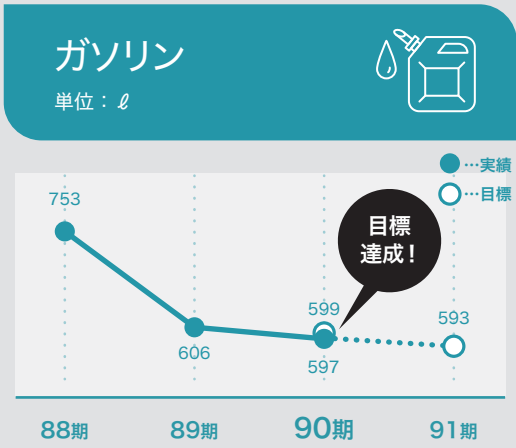 ガソリン
単位：ℓ
…実績
…目標
753
目標
達成！
599
593
606
597
88期
89期
90期
91期